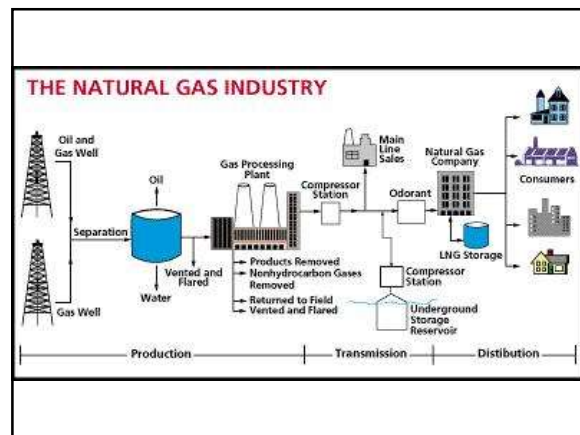 THE NATURAL GAS INDUSTRY
Oil and
Gas Well
Gas Well
Separation
Oil
Water
Vented and
Flared
Gas Processing
Plant
Products Removed
Nonhydrocarbon Gases
Removed
Returned to Field
Vented and Flared
Compressor
Station
Main
Line
Sales
Odorant
Compressor
Station
Underground
Storage
Reservoir
Natural Gas
Company
LNG Storage
Consumers
Production
Transmission
Distibution